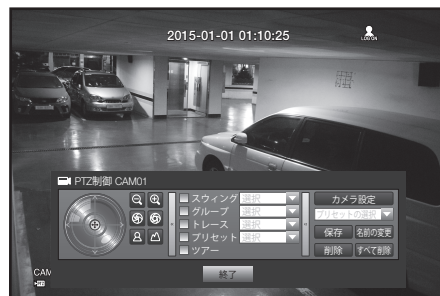 2015-01-01 01:10:25
LOG ON
PTZ制御 CAM01
スウィング 選択
グループ 選択
トレース 選択
プリセット 選択
ツアー
カメラ設定
プリセットの選択
保存 名前の変更
削除 すべて削除
終了
CAM